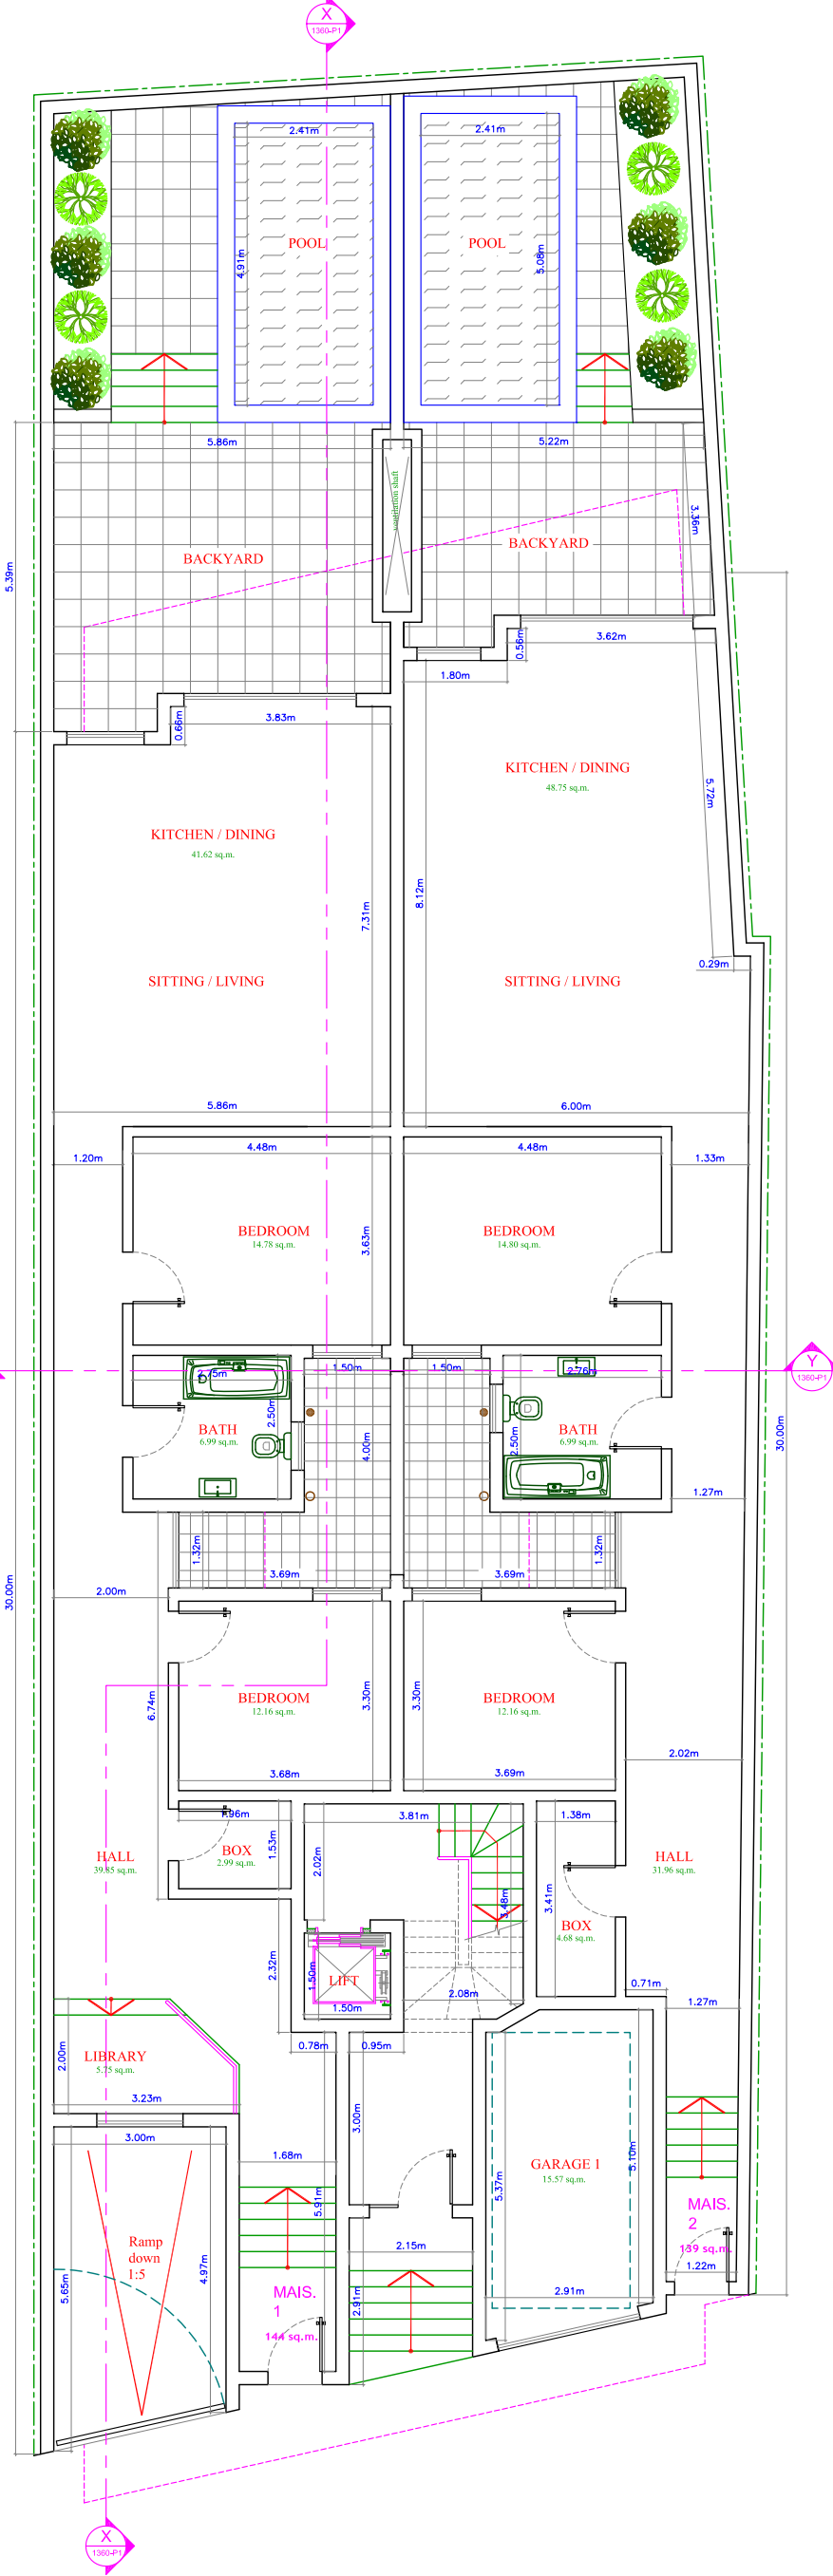 X
1360-P1
2.41m
2.41m
POOL
POOL
4.91m
5.08m
5.86m
5.22m
ventilation shaft
3.36m
BACKYARD
BACKYARD
5.39m
0.56m
3.62m
1.80m
0.66m
3.83m
KITCHEN / DINING
48.75 sq.m.
5.72m
KITCHEN / DINING
41.62 sq.m.
7.31m
8.12m
0.29m
SITTING / LIVING
SITTING / LIVING
5.86m
6.00m
1.20m
4.48m
4.48m
1.33m
BEDROOM
14.78 sq.m.
3.63m
BEDROOM
14.80 sq.m.
2.75m
1.50m
1.50m
2.76m
Y
1360-P1
BATH
6.99 sq.m.
2.50m
4.00m
2.50m
BATH
6.99 sq.m.
30.00m
1.27m
1.32m
1.32m
3.69m
3.69m
30.00m
2.00m
6.74m
BEDROOM
12.16 sq.m.
3.30m
3.30m
BEDROOM
12.16 sq.m.
2.02m
3.68m
3.69m
1.96m
3.81m
1.38m
HALL
39.85 sq.m.
BOX
2.99 sq.m.
1.53m
2.02m
3.48m
3.41m
BOX
4.68 sq.m.
HALL
31.96 sq.m.
2.32m
1.50m
LIFT
1.50m
2.08m
0.71m
1.27m
LIBRARY
5.75 sq.m.
2.00m
0.78m
0.95m
3.23m
3.00m
3.00m
1.68m
5.91m
5.37m
GARAGE 1
15.57 sq.m.
5.10m
MAIS.
2
139 sq.m.
Ramp
down
1:5
5.65m
4.97m
2.15m
1.22m
MAIS.
1
144 sq.m.
2.91m
2.91m
X
1360-P1